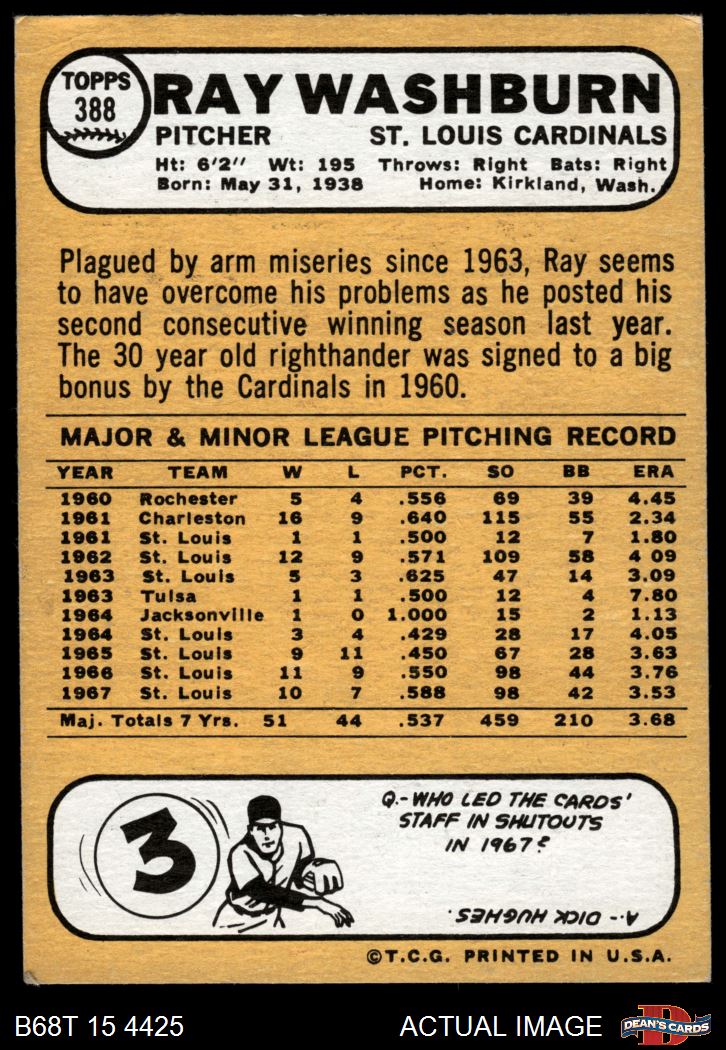 TOPPS
388
RAY WASHBURN
PITCHER ST. LOUIS CARDINALS
Ht: 6'2" Wt: 195 Throws: Right Bats: Right
Born: May 31, 1938 Home: Kirkland, Wash.
Plagued by arm miseries since 1963, Ray seems
to have overcome his problems as he posted his
second consecutive winning season last year.
The 30 year old righthander was signed to a big
bonus by the Cardinals in 1960.
MAJOR & MINOR LEAGUE PITCHING RECORD
YEAR TEAM W L PCT. SO BB ERA
1960 Rochester 5 4 .556 69 39 4.45
1961 Charleston 16 9 .640 115 55 2.34
1961 St. Louis 1 1 .500 12 7 1.80
1962 St. Louis 12 9 .571 109 58 4 09
1963 St. Louis 5 3 .625 47 14 3.09
1963 Tulsa 1 1 .500 12 4 7.80
1964 Jacksonville 1 0 1.000 15 2 1.13
1964 St. Louis 3 4 .429 28 17 4.05
1965 St. Louis 9 11 .450 67 28 3.63
1966 St. Louis 11 9 .550 98 44 3.76
1967 St. Louis 10 7 .588 98 42 3.53
Maj. Totals 7 Yrs. 51 44 .537 459 210 3.68
3
Q.-WHO LED THE CARDS'
STAFF IN SHUTOUTS
IN 1967?
A.- DICK HUGHES.
©T.C.G. PRINTED IN U.S.A.
B68T 15 4425 ACTUAL IMAGE
D
DEAN'S CARDS